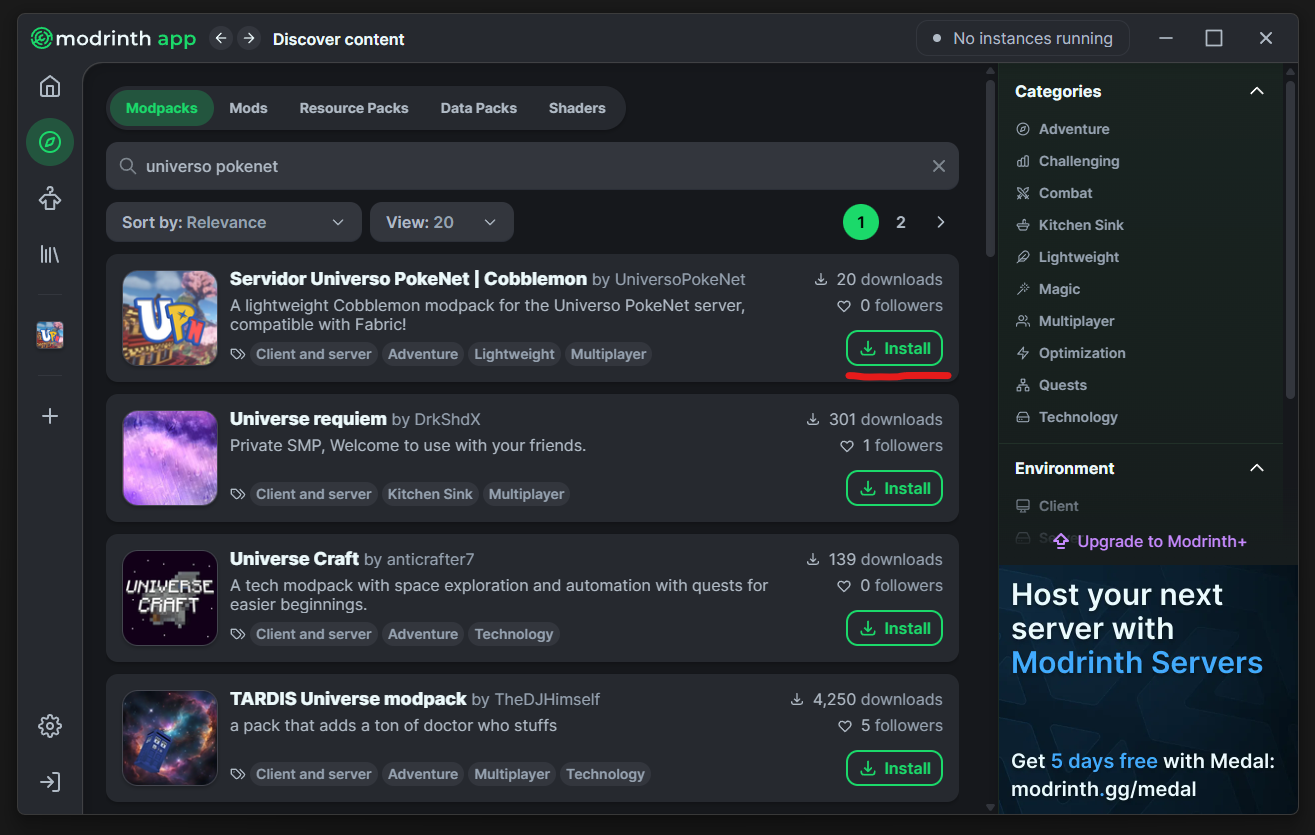 modrinth app
Discover content
No instances running
Modpacks
Mods
Resource Packs
Data Packs
Shaders
universo pokenet
Sort by: Relevance
View: 20
1
2
UPN
Servidor Universo PokeNet | Cobblemon by UniversoPokeNet
20 downloads
A lightweight Cobblemon modpack for the Universo PokeNet server,
compatible with Fabric!
0 followers
Client and server
Adventure
Lightweight
Multiplayer
Install
Universe requiem by DrkShdX
301 downloads
Private SMP, Welcome to use with your friends.
1 followers
Client and server
Kitchen Sink
Multiplayer
Install
UNIVERSE
CRAFT
Universe Craft by anticrafter7
139 downloads
A tech modpack with space exploration and automation with quests for
easier beginnings.
0 followers
Client and server
Adventure
Technology
Install
TARDIS Universe modpack by TheDJHimself
4,250 downloads
a pack that adds a ton of doctor who stuffs
5 followers
Client and server
Adventure
Multiplayer
Technology
Install
Categories
Adventure
Challenging
Combat
Kitchen Sink
Lightweight
Magic
Multiplayer
Optimization
Quests
Technology
Environment
Client
Upgrade to Modrinth+
Host your next
server with
Modrinth Servers
Get 5 days free with Medal:
modrinth.gg/medal